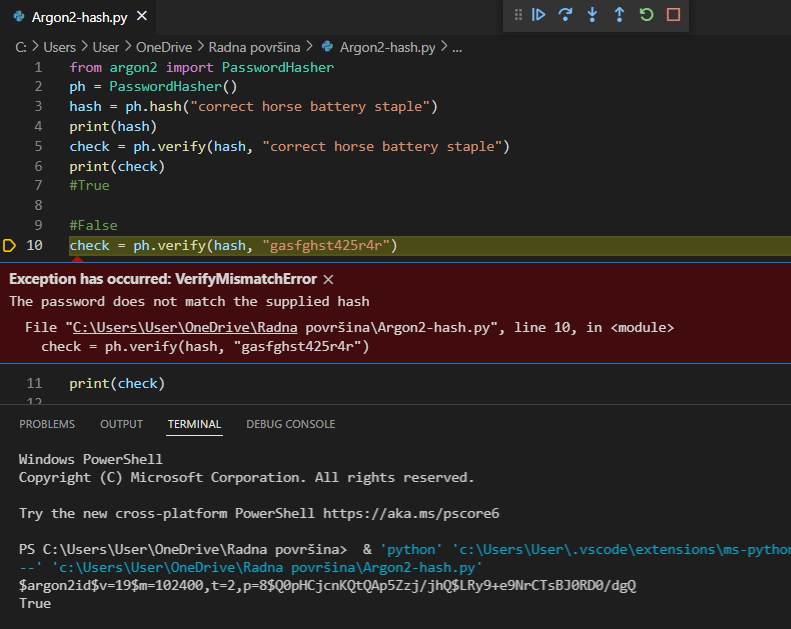 Argon2-hash.py
C: > Users > User > OneDrive > Radna površina > Argon2-hash.py > ...
1 from argon2 import PasswordHasher
2 ph = PasswordHasher()
3 hash = ph.hash("correct horse battery staple")
4 print(hash)
5 check = ph.verify(hash, "correct horse battery staple")
6 print(check)
7 #True
8
9 #False
10 check = ph.verify(hash, "gasfghst425r4r")
Exception has occurred: VerifyMismatchError
The password does not match the supplied hash
File "C:\Users\User\OneDrive\Radna površina\Argon2-hash.py", line 10, in <module>
check = ph.verify(hash, "gasfghst425r4r")
11 print(check)
12
PROBLEMS OUTPUT TERMINAL DEBUG CONSOLE
Windows PowerShell
Copyright (C) Microsoft Corporation. All rights reserved.
Try the new cross-platform PowerShell https://aka.ms/pscore6
PS C:\Users\User\OneDrive\Radna površina> & 'python' 'c:\Users\User\.vscode\extensions\ms-python
--' 'c:\Users\User\OneDrive\Radna površina\Argon2-hash.py'
$argon2id$v=19$m=102400,t=2,p=8$Q0pHCjcnKQtQAp5Zzj/jhQ$LRy9+e9NrCTsBJ0RD0/dgQ
True